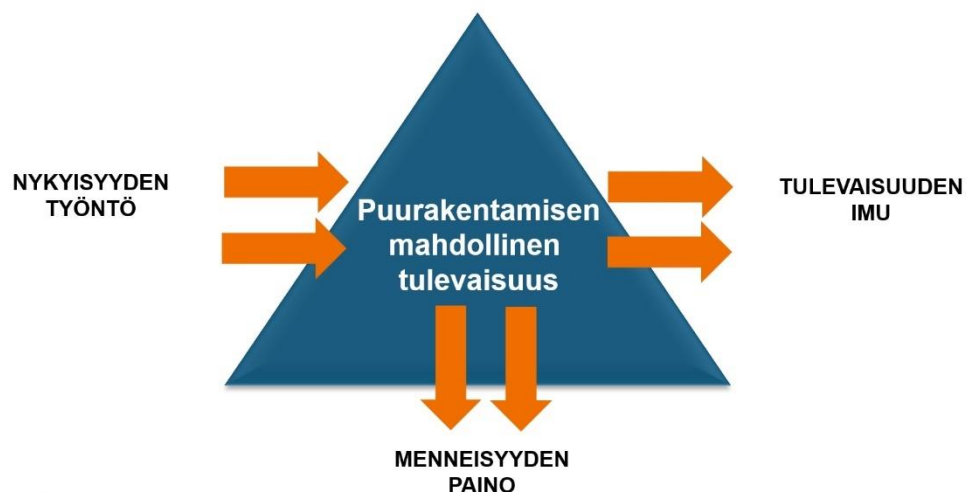 NYKYISYYDEN
TYÖNTÖ
Puurakentamisen
mahdollinen
tulevaisuus
TULEVAISUUDEN
IMU
MENNEISYYDEN
PAINO